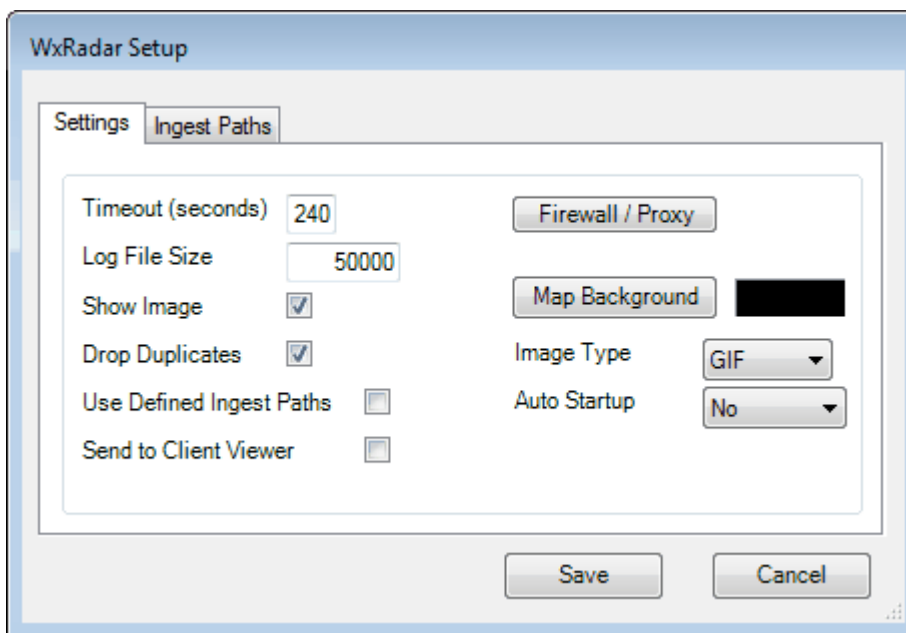 WxRadar Setup
Settings
Ingest Paths
Timeout (seconds) 240
Firewall / Proxy
Log File Size 50000
Show Image
Map Background
Drop Duplicates
Image Type GIF
Use Defined Ingest Paths
Auto Startup No
Send to Client Viewer
Save
Cancel